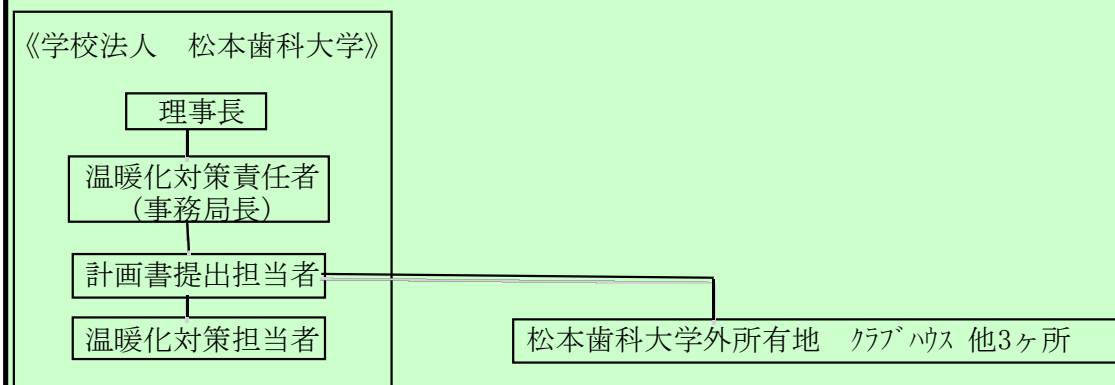 《学校法人　松本歯科大学》
理事長
温暖化対策責任者
（事務局長）
計画書提出担当者
温暖化対策担当者
松本歯科大学外所有地　ｸﾗﾌﾞﾊｳｽ 他3ヶ所